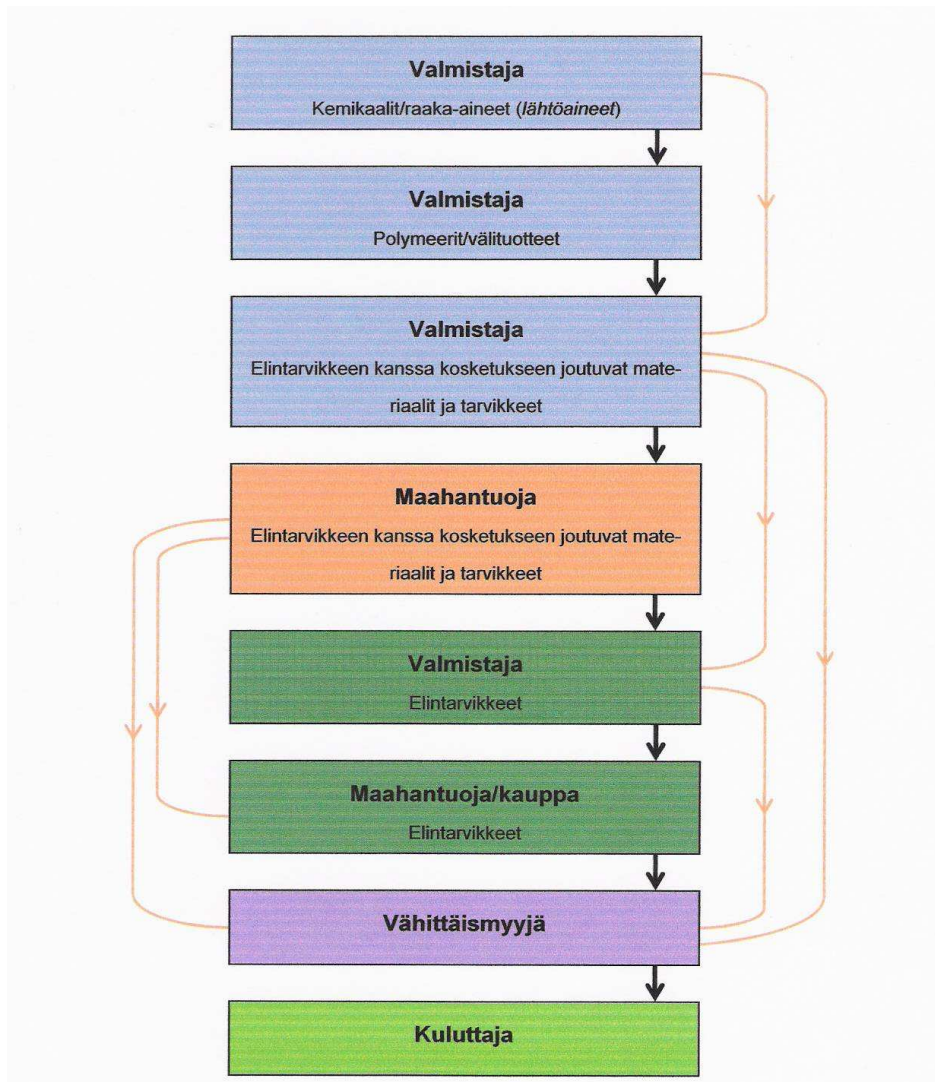 Valmistaja
Kemikaalit/raaka-aineet (lähtöaineet)
Valmistaja
Polymeerit/välituotteet
Valmistaja
Elintarvikkeen kanssa kosketukseen joutuvat mate-
riaalit ja tarvikkeet
Maahantuoja
Elintarvikkeen kanssa kosketukseen joutuvat mate-
riaalit ja tarvikkeet
Valmistaja
Elintarvikkeet
Maahantuoja/kauppa
Elintarvikkeet
Vähittäismyyjä
Kuluttaja